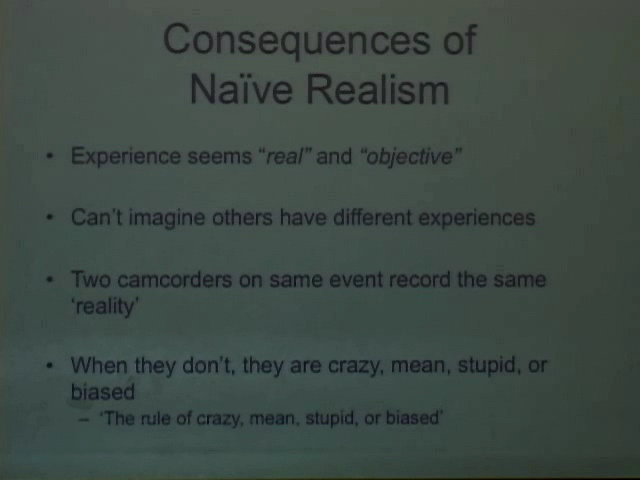 Consequences of
Naïve Realism
• Experience seems “real” and “objective”
• Can’t imagine others have different experiences
• Two camcorders on same event record the same
‘reality’
• When they don’t, they are crazy, mean, stupid, or
biased
– ‘The rule of crazy, mean, stupid, or biased’